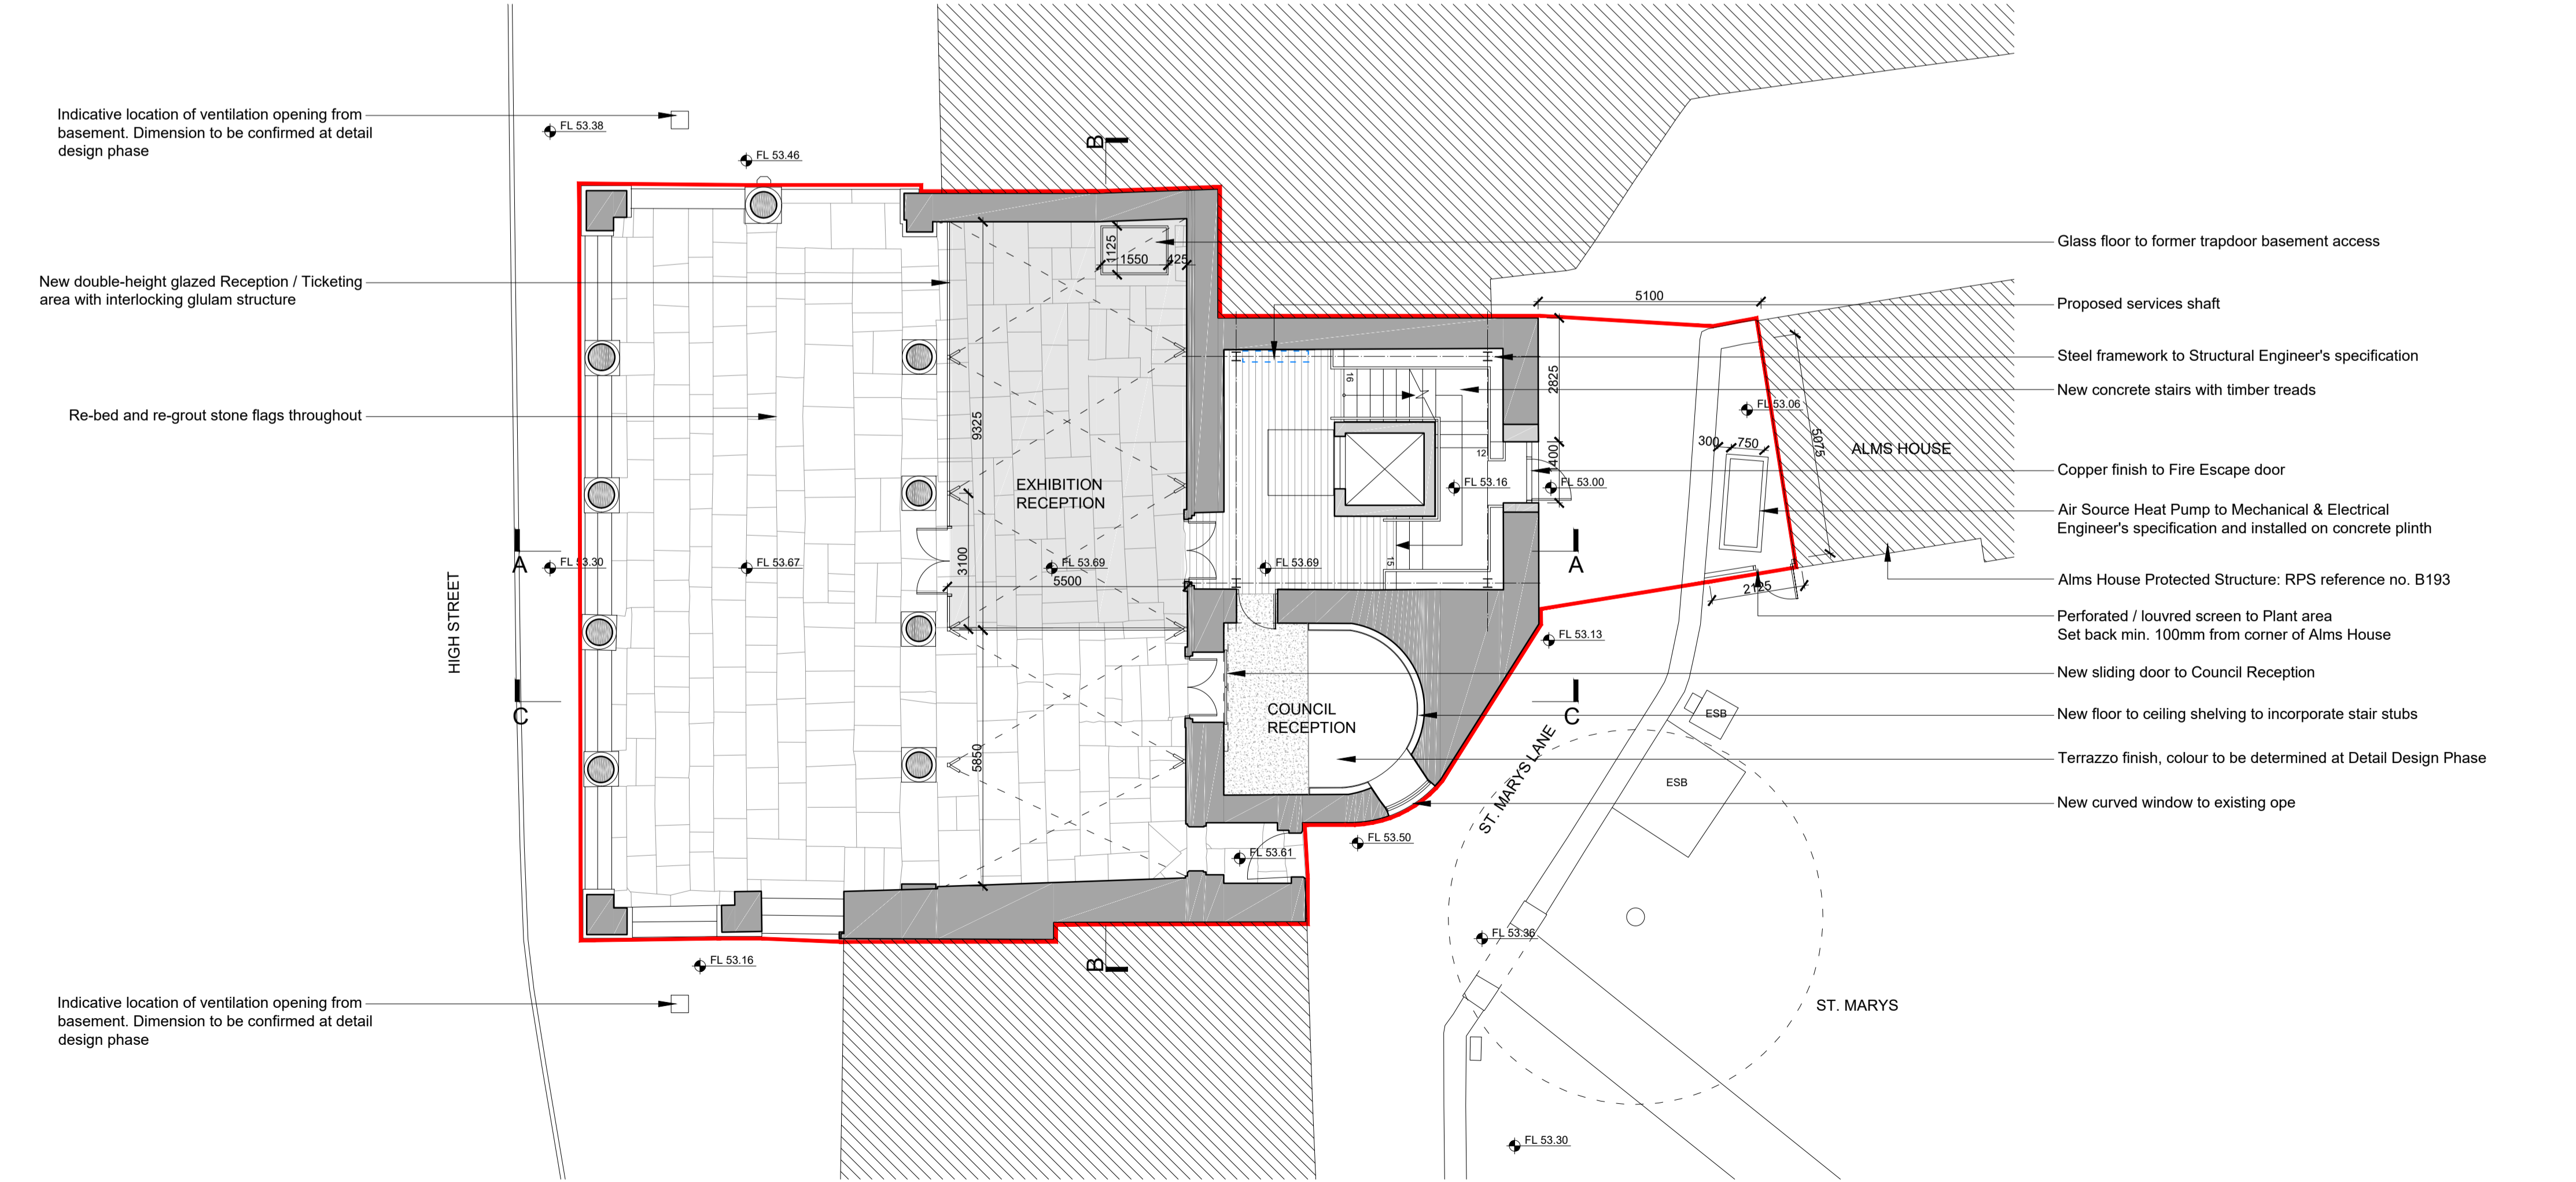 Indicative location of ventilation opening from
basement. Dimension to be confirmed at detail
design phase
FL 53.38
FL 53.46
B
New double-height glazed Reception / Ticketing
area with interlocking glulam structure
Re-bed and re-grout stone flags throughout
1125
1550
425
9325
EXHIBITION
RECEPTION
3100
5500
FL 53.69
FL 53.67
FL 53.30
A
C
HIGH STREET
5850
16
12
15
FL 53.69
FL 53.16
FL 53.00
2825
1400
5100
FL 53.06
300
750
5075
ALMS HOUSE
2125
A
FL 53.13
C
COUNCIL
RECEPTION
FL 53.61
FL 53.50
ST. MARYS LANE
ESB
ESB
FL 53.36
ST. MARYS
FL 53.30
B
FL 53.16
Indicative location of ventilation opening from
basement. Dimension to be confirmed at detail
design phase
Glass floor to former trapdoor basement access
Proposed services shaft
Steel framework to Structural Engineer's specification
New concrete stairs with timber treads
Copper finish to Fire Escape door
Air Source Heat Pump to Mechanical & Electrical
Engineer's specification and installed on concrete plinth
Alms House Protected Structure: RPS reference no. B193
Perforated / louvred screen to Plant area
Set back min. 100mm from corner of Alms House
New sliding door to Council Reception
New floor to ceiling shelving to incorporate stair stubs
Terrazzo finish, colour to be determined at Detail Design Phase
New curved window to existing ope